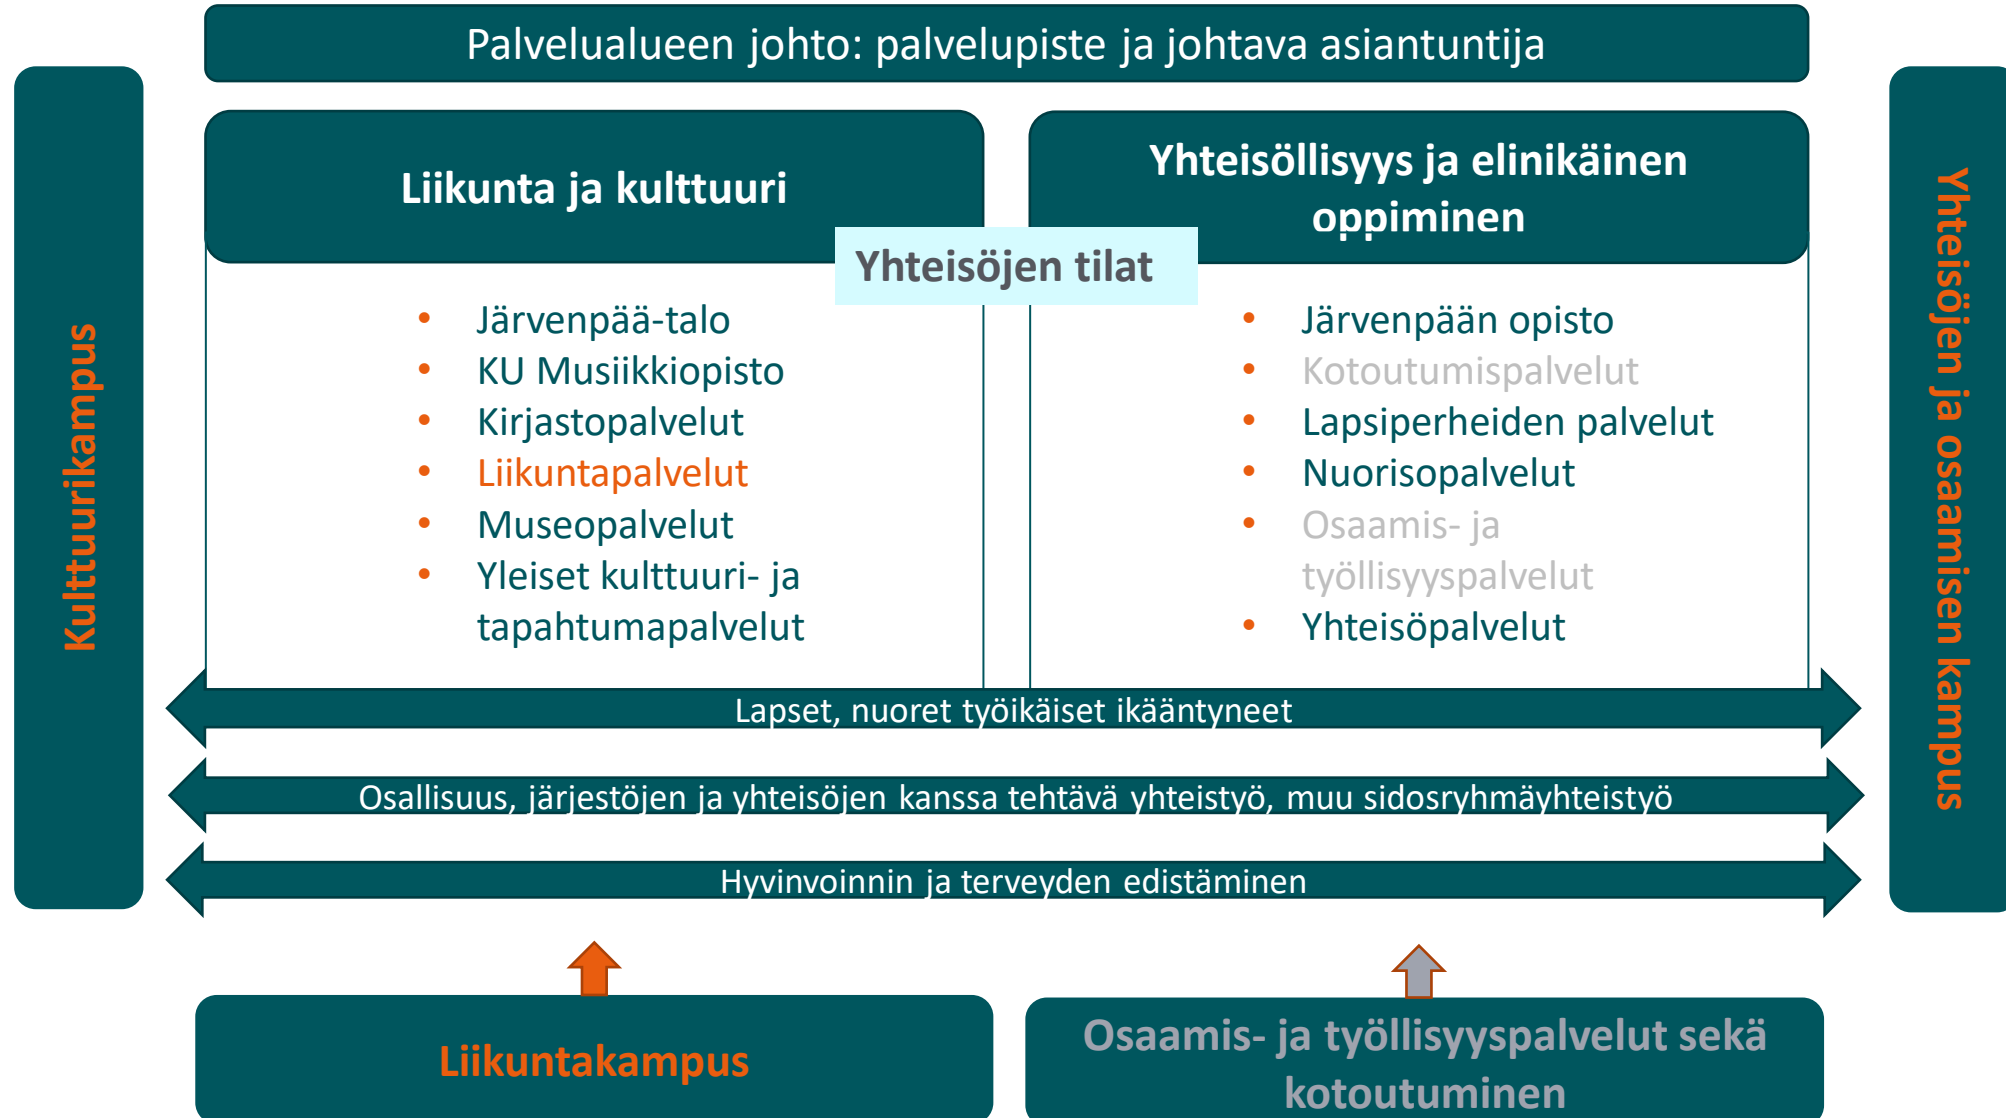 Palvelualueen johto: palvelupiste ja johtava asiantuntija
Kulttuurikampus
Liikunta ja kulttuuri
Yhteisöllisyys ja elinikäinen
oppiminen
Yhteisöjen tilat
• Järvenpää-talo
• KU Musiikkiopisto
• Kirjastopalvelut
• Liikuntapalvelut
• Museopalvelut
• Yleiset kulttuuri- ja
tapahtumapalvelut
• Järvenpään opisto
• Kotoutumispalvelut
• Lapsiperheiden palvelut
• Nuorisopalvelut
• Osaamis- ja
työllisyyspalvelut
• Yhteisöpalvelut
Yhteisöjen ja osaamisen kampus
Lapset, nuoret työikäiset ikääntyneet
Osallisuus, järjestöjen ja yhteisöjen kanssa tehtävä yhteistyö, muu sidosryhmäyhteistyö
Hyvinvoinnin ja terveyden edistäminen
Liikuntakampus
Osaamis- ja työllisyyspalvelut sekä
kotoutuminen